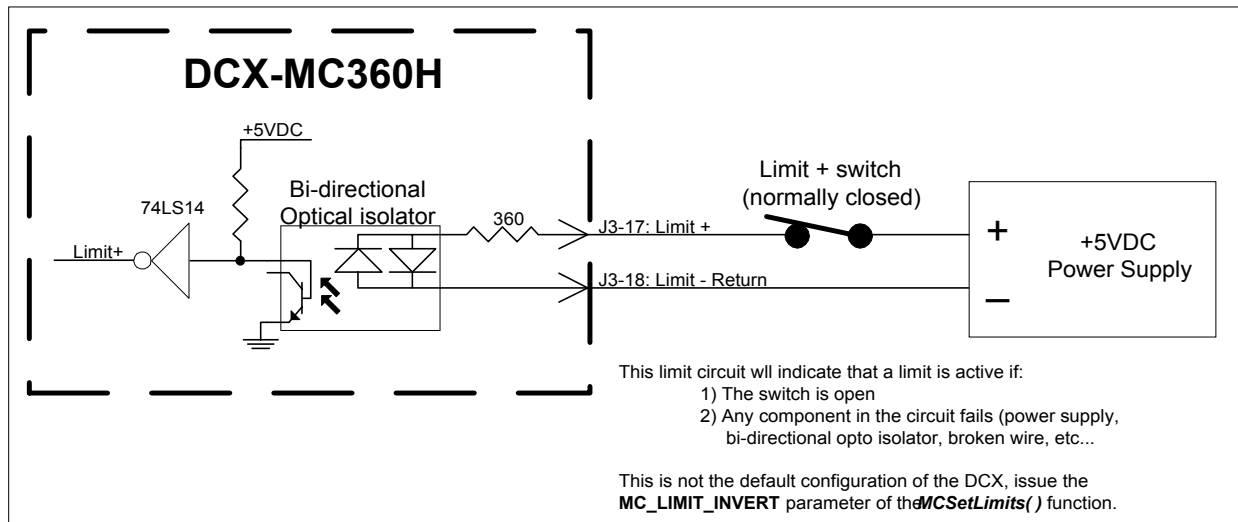 DCX-MC360H
+5VDC
Bi-directional
Optical isolator
74LS14
360
Limit+
J3-17: Limit +
J3-18: Limit - Return
Limit + switch
(normally closed)
+
–
+5VDC
Power Supply
This limit circuit wll indicate that a limit is active if:
1) The switch is open
2) Any component in the circuit fails (power supply,
bi-directional opto isolator, broken wire, etc...
This is not the default configuration of the DCX, issue the
MC_LIMIT_INVERT parameter of theMCSetLimits( ) function.